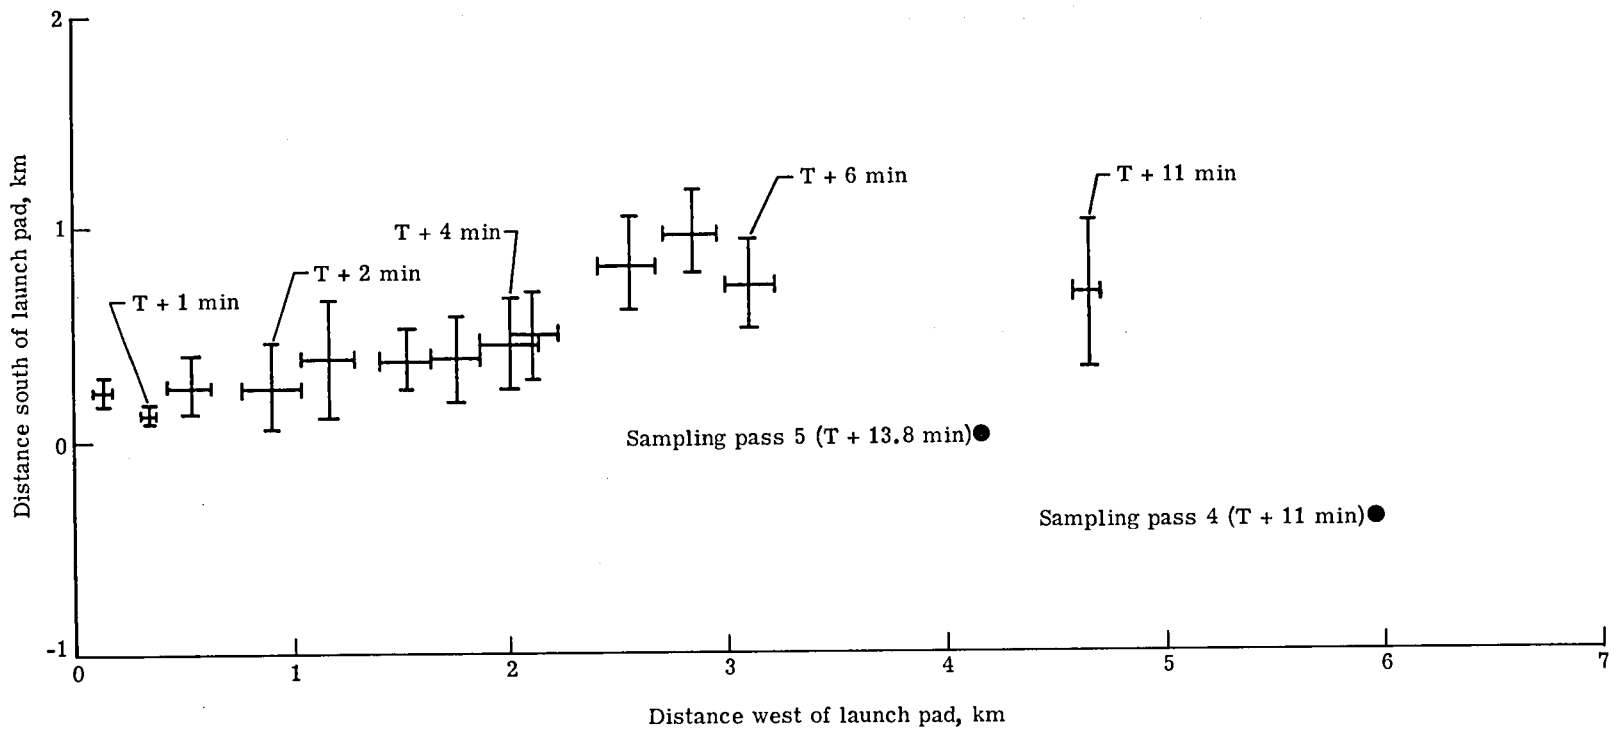 2
Distance south of launch pad, km
1
0
-1
T + 1 min
T + 2 min
T + 4 min
T + 6 min
T + 11 min
Sampling pass 5 (T + 13.8 min)
Sampling pass 4 (T + 11 min)
0 1 2 3 4 5 6 7
Distance west of launch pad, km